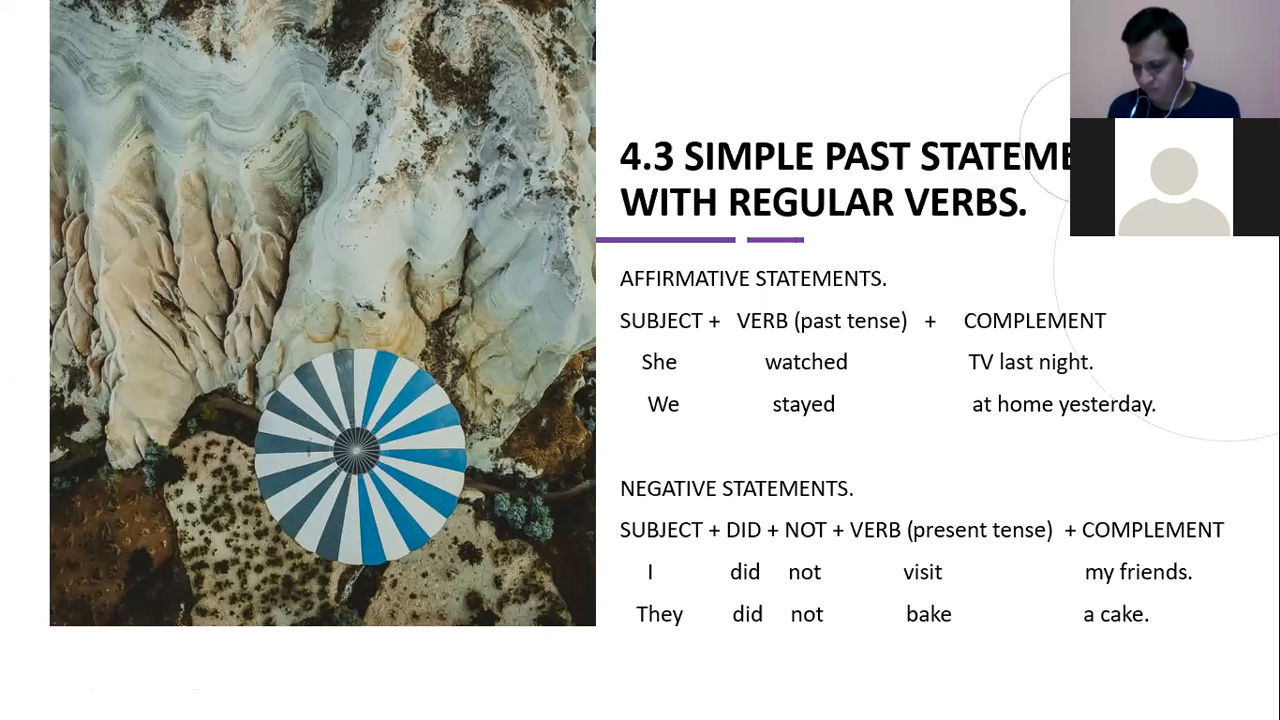 4.3 SIMPLE PAST STATEME
WITH REGULAR VERBS.
AFFIRMATIVE STATEMENTS.
SUBJECT + VERB (past tense) + COMPLEMENT
She watched TV last night.
We stayed at home yesterday.
NEGATIVE STATEMENTS.
SUBJECT + DID + NOT + VERB (present tense) + COMPLEMENT
I did not visit my friends.
They did not bake a cake.